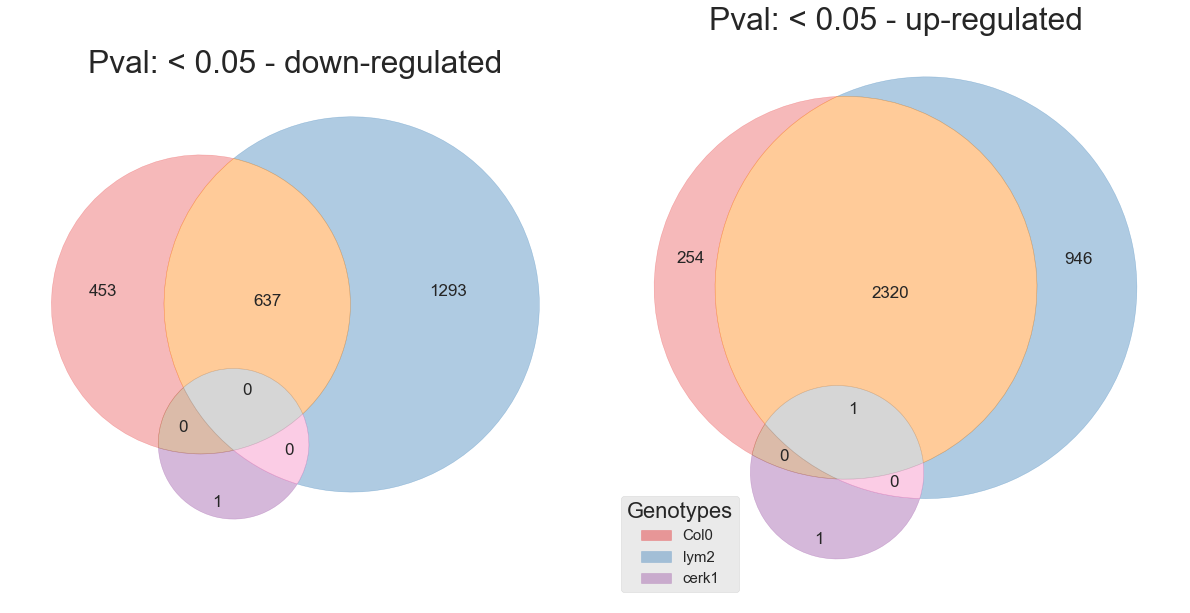 Pval: < 0.05 - down-regulated
453
637
1293
0
0
0
1
Pval: < 0.05 - up-regulated
254
2320
946
1
0
0
1
Genotypes
Col0
lym2
cerk1